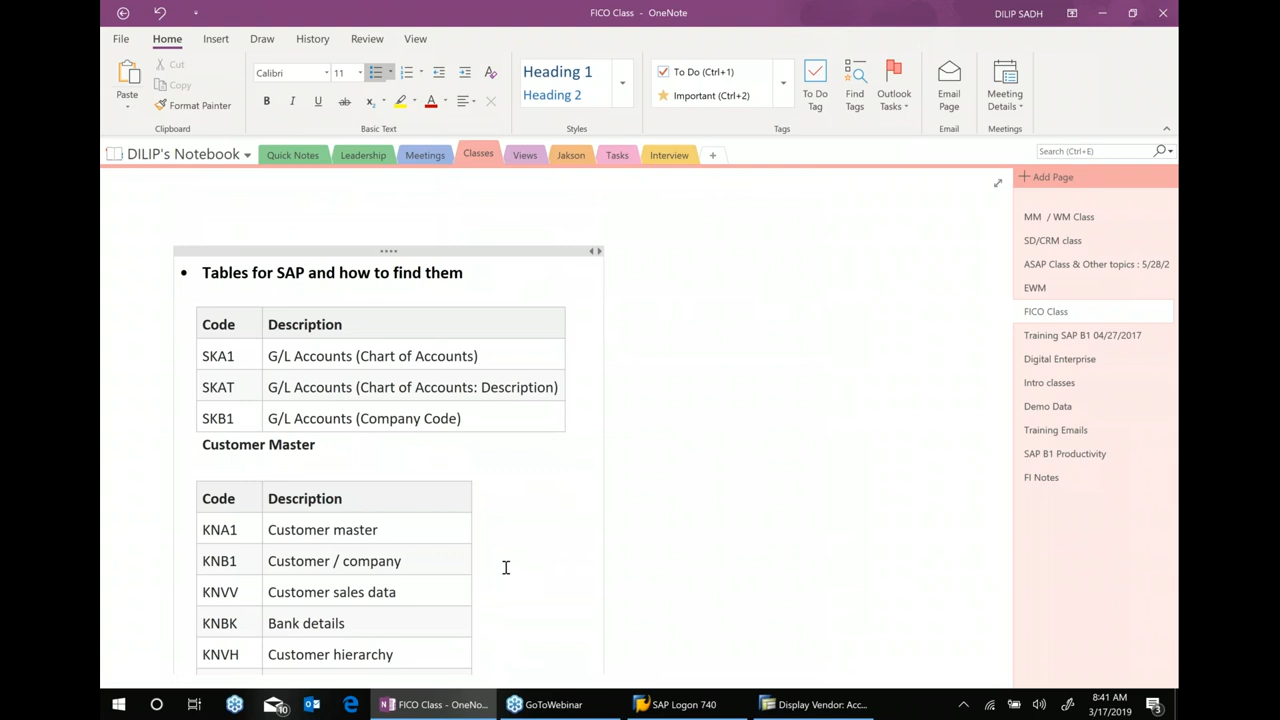 FICO Class - OneNote
DILIP SADH
File Home Insert Draw History Review View
Paste
Cut
Copy
Format Painter
Clipboard
Calibri 11
B I U ab x₂ A
Basic Text
Heading 1
Heading 2
Styles
To Do (Ctrl+1)
Important (Ctrl+2)
To Do
Tag
Find
Tags
Outlook
Tasks
Tags
Email
Page
Email
Meeting
Details
Meetings
DILIP's Notebook
Quick Notes Leadership Meetings Classes Views Jakson Tasks Interview
Search (Ctrl+E)
Add Page
MM / WM Class
SD/CRM class
ASAP Class & Other topics : 5/28/2
EWM
FICO Class
Training SAP B1 04/27/2017
Digital Enterprise
Intro classes
Demo Data
Training Emails
SAP B1 Productivity
FI Notes
• Tables for SAP and how to find them
Code Description
SKA1 G/L Accounts (Chart of Accounts)
SKAT G/L Accounts (Chart of Accounts: Description)
SKB1 G/L Accounts (Company Code)
Customer Master
Code Description
KNA1 Customer master
KNB1 Customer / company
KNVV Customer sales data
KNBK Bank details
KNVH Customer hierarchy
10
FICO Class - OneNo...
GoToWebinar
SAP Logon 740
Display Vendor: Acc...
8:41 AM
3/17/2019
3